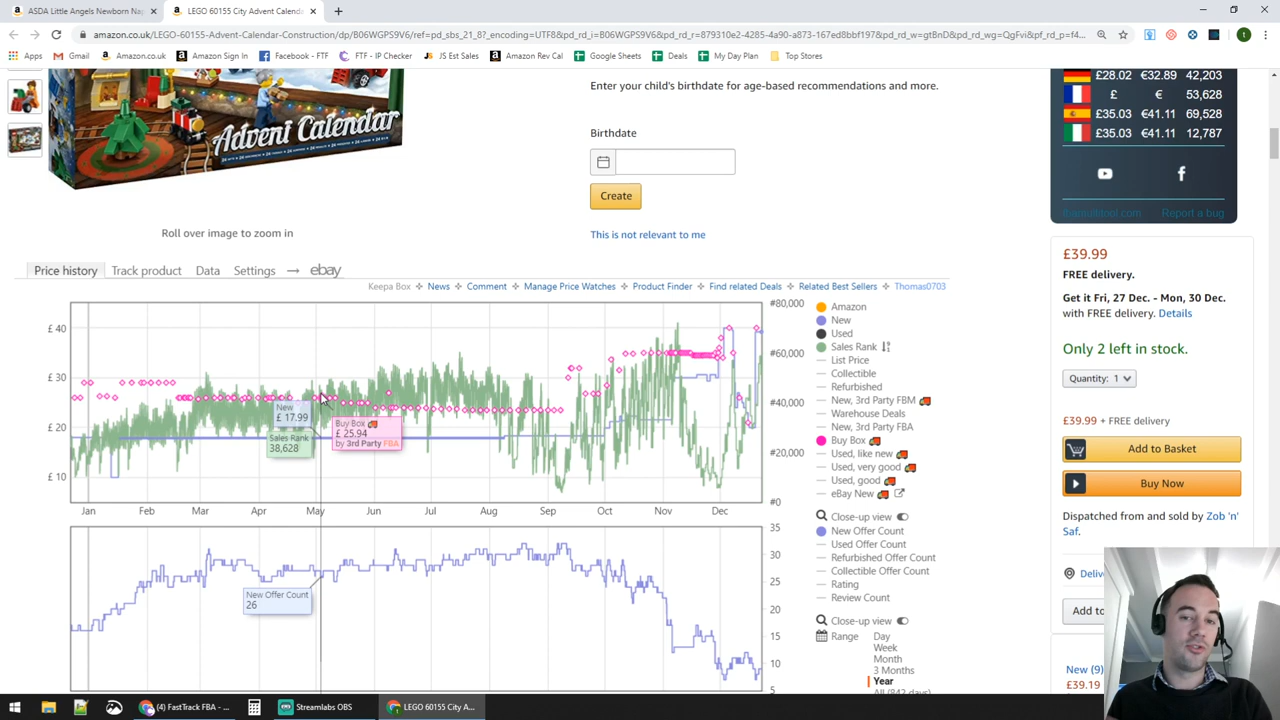 ASDA Little Angels Newborn Nap
LEGO 60155 City Advent Calenda
amazon.co.uk/LEGO-60155-Advent-Calendar-Construction/dp/B06WGPS9V6/ref=pd_sbs_21_8?_encoding=UTF8&pd_rd_i=B06WGPS9V6&pd_rd_r=879310e2-4285-4a90-a873-167ed8bbf197&pd_rd_w=gtBnD&pd_rd_wg=QgFvi&pf_rd_p=f4...
Apps Gmail Amazon.co.uk Amazon Sign In Facebook - FTF FTF - IP Checker JS Est Sales Amazon Rev Cal Google Sheets Deals My Day Plan Top Stores
Advent Calendar
Roll over image to zoom in
Enter your child's birthdate for age-based recommendations and more.
Birthdate
Create
This is not relevant to me
£28.02 €32.89 42,203
£ € 53,628
£35.03 €41.11 69,528
£35.03 €41.11 12,787
Report a bug
Price history Track product Data Settings → ebay
Keepa Box News Comment Manage Price Watches Product Finder Find related Deals Related Best Sellers Thomas0703
£ 40
£ 30
£ 20
£ 10
#80,000
#60,000
#40,000
#20,000
#0
New
£ 17.99
Sales Rank
38,628
Buy Box
£ 25.94
by 3rd Party FBA
Jan Feb Mar Apr May Jun Jul Aug Sep Oct Nov Dec
Amazon
New
Used
Sales Rank
List Price
Collectible
Refurbished
New, 3rd Party FBM
Warehouse Deals
New, 3rd Party FBA
Buy Box
Used, like new
Used, very good
Used, good
eBay New
Close-up view
35
30
25
20
15
10
5
New Offer Count
26
New Offer Count
Used Offer Count
Refurbished Offer Count
Collectible Offer Count
Rating
Review Count
Close-up view
Range
Day
Week
Month
3 Months
Year
All (842 days)
£39.99
FREE delivery.
Get it Fri, 27 Dec. - Mon, 30 Dec.
with FREE delivery. Details
Only 2 left in stock.
Quantity: 1
£39.99 + FREE delivery
Add to Basket
Buy Now
Dispatched from and sold by Zob 'n'
Saf.
Delive
Add to
New (9)
£39.19
(4) FastTrack FBA - ...
Streamlabs OBS
LEGO 60155 City A...